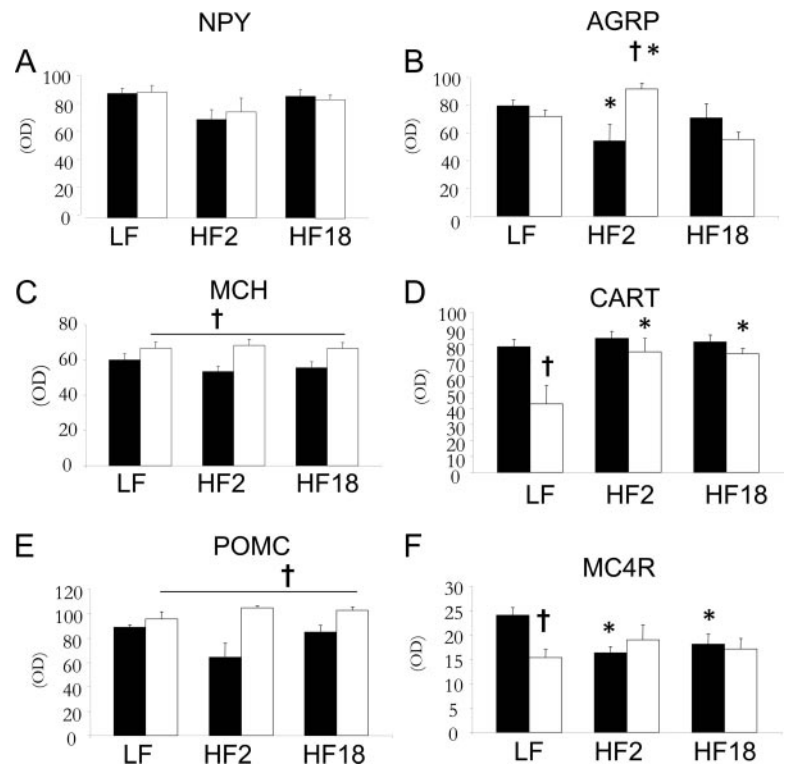 NPY
A
100
80
60
40
20
0
(OD)
LF HF2 HF18
AGRP
B
† *
*
100
80
60
40
20
0
(OD)
LF HF2 HF18
MCH
C
†
80
60
40
20
0
(OD)
LF HF2 HF18
CART
D
† * *
100
90
80
70
60
50
40
30
20
10
0
(OD)
LF HF2 HF18
POMC
E
†
120
100
80
60
40
20
0
(OD)
LF HF2 HF18
MC4R
F
† * *
30
25
20
15
10
5
0
(OD)
LF HF2 HF18